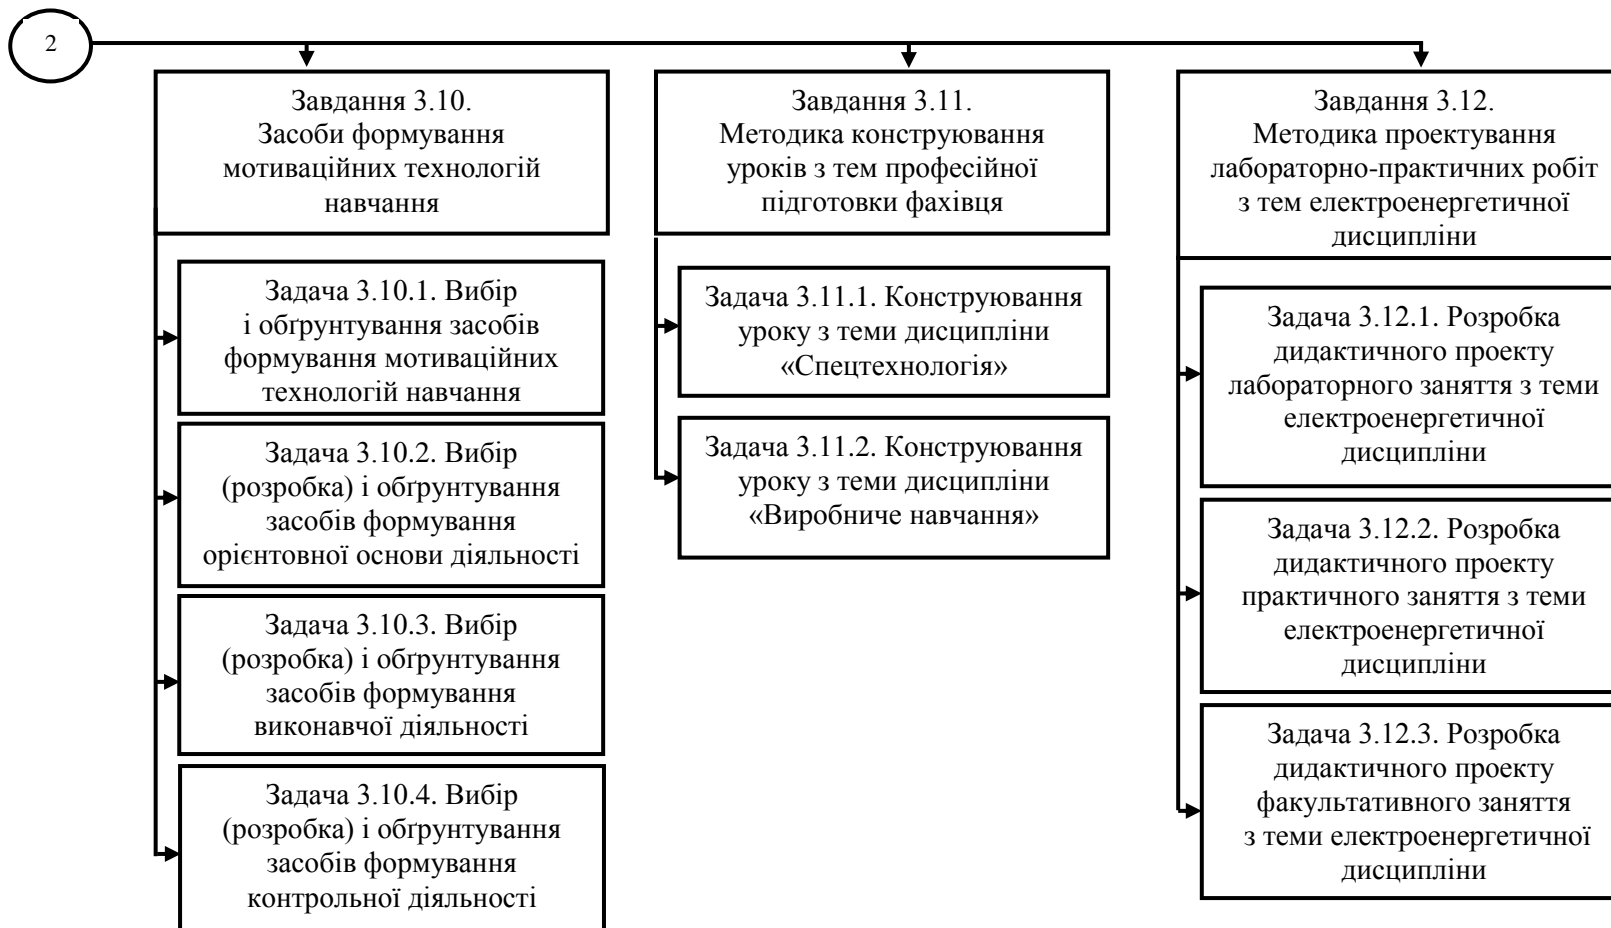 2
Завдання 3.10.
Засоби формування
мотиваційних технологій
навчання
Задача 3.10.1. Вибір
і обґрунтування засобів
формування мотиваційних
технологій навчання
Задача 3.10.2. Вибір
(розробка) і обґрунтування
засобів формування
орієнтовної основи діяльності
Задача 3.10.3. Вибір
(розробка) і обґрунтування
засобів формування
виконавчої діяльності
Задача 3.10.4. Вибір
(розробка) і обґрунтування
засобів формування
контрольної діяльності
Завдання 3.11.
Методика конструювання
уроків з тем професійної
підготовки фахівця
Задача 3.11.1. Конструювання
уроку з теми дисципліни
«Спецтехнологія»
Задача 3.11.2. Конструювання
уроку з теми дисципліни
«Виробниче навчання»
Завдання 3.12.
Методика проектування
лабораторно-практичних робіт
з тем електроенергетичної
дисципліни
Задача 3.12.1. Розробка
дидактичного проекту
лабораторного заняття з теми
електроенергетичної
дисципліни
Задача 3.12.2. Розробка
дидактичного проекту
практичного заняття з теми
електроенергетичної
дисципліни
Задача 3.12.3. Розробка
дидактичного проекту
факультативного заняття
з теми електроенергетичної
дисципліни